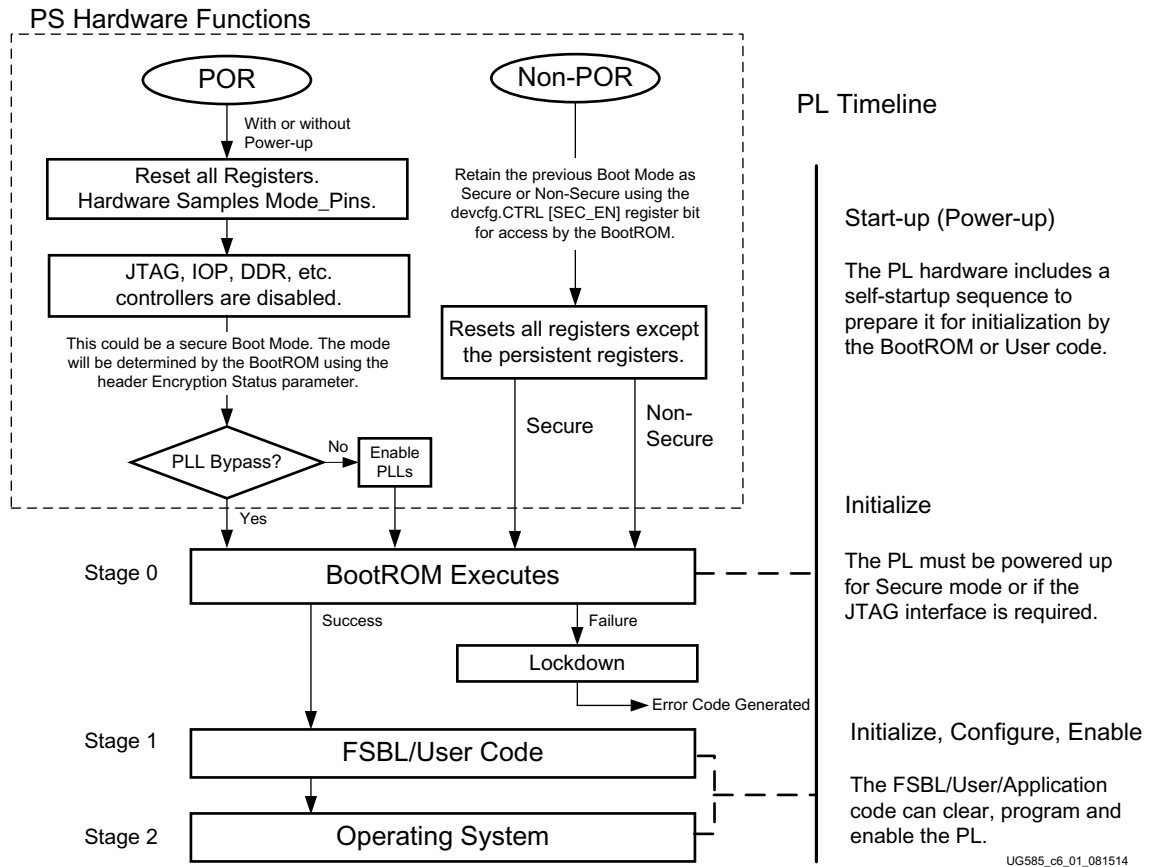 PS Hardware Functions
POR
With or without
Power-up
Reset all Registers.
Hardware Samples Mode_Pins.
JTAG, IOP, DDR, etc.
controllers are disabled.
This could be a secure Boot Mode. The mode
will be determined by the BootROM using the
header Encryption Status parameter.
PLL Bypass?
No
Enable
PLLs
Yes
Non-POR
Retain the previous Boot Mode as
Secure or Non-Secure using the
devcfg.CTRL [SEC_EN] register bit
for access by the BootROM.
Resets all registers except
the persistent registers.
Secure
Non-
Secure
Stage 0
BootROM Executes
Success
Failure
Lockdown
Error Code Generated
Stage 1
FSBL/User Code
Stage 2
Operating System
PL Timeline
Start-up (Power-up)
The PL hardware includes a
self-startup sequence to
prepare it for initialization by
the BootROM or User code.
Initialize
The PL must be powered up
for Secure mode or if the
JTAG interface is required.
Initialize, Configure, Enable
The FSBL/User/Application
code can clear, program and
enable the PL.
UG585_c6_01_081514